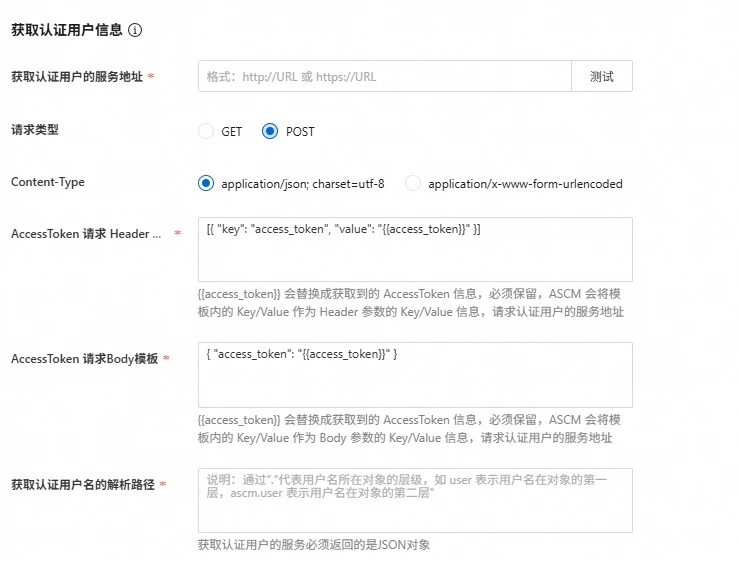 获取认证用户信息
获取认证用户的服务地址 *
格式：http://URL 或 https://URL
测试
请求类型
GET
POST
Content-Type
application/json; charset=utf-8
application/x-www-form-urlencoded
AccessToken 请求 Header ... *
[{ "key": "access_token", "value": "{{access_token}}" }]
{{access_token}} 会替换成获取到的 AccessToken 信息，必须保留，ASCM 会将模
板内的 Key/Value 作为 Header 参数的 Key/Value 信息，请求认证用户的服务地址
AccessToken 请求Body模板 *
{ "access_token": "{{access_token}}" }
{{access_token}} 会替换成获取到的 AccessToken 信息，必须保留，ASCM 会将模
板内的 Key/Value 作为 Body 参数的 Key/Value 信息，请求认证用户的服务地址
获取认证用户名的解析路径 *
说明：通过"."代表用户名所在对象的层级，如 user 表示用户名在对象的第一
层，ascm.user 表示用户名在对象的第二层"
获取认证用户的服务必须返回的是JSON对象